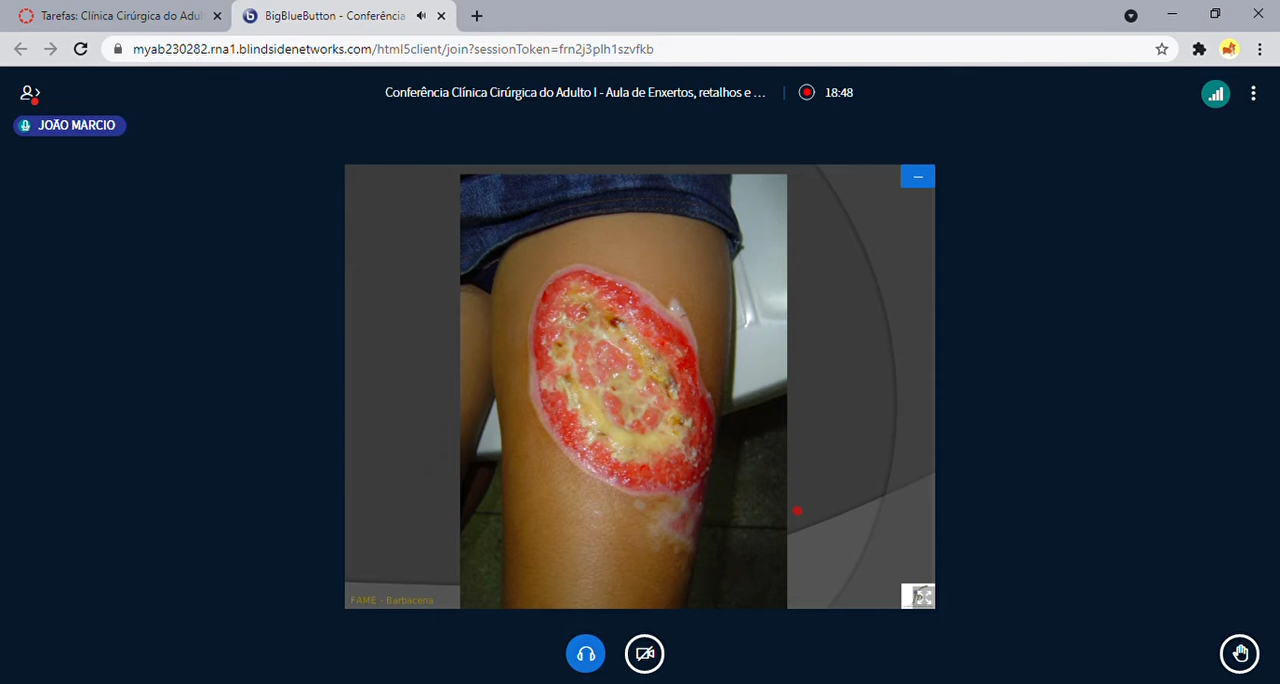 Tarefas: Clínica Cirúrgica do Adul
BigBlueButton - Conferência
myab230282.rna1.blindsidenetworks.com/html5client/join?sessionToken=frn2j3plh1szvfkb
Conferência Clínica Cirúrgica do Adulto I - Aula de Enxertos, retalhos e ...
18:48
JOÃO MARCIO
FAME - Barbacena